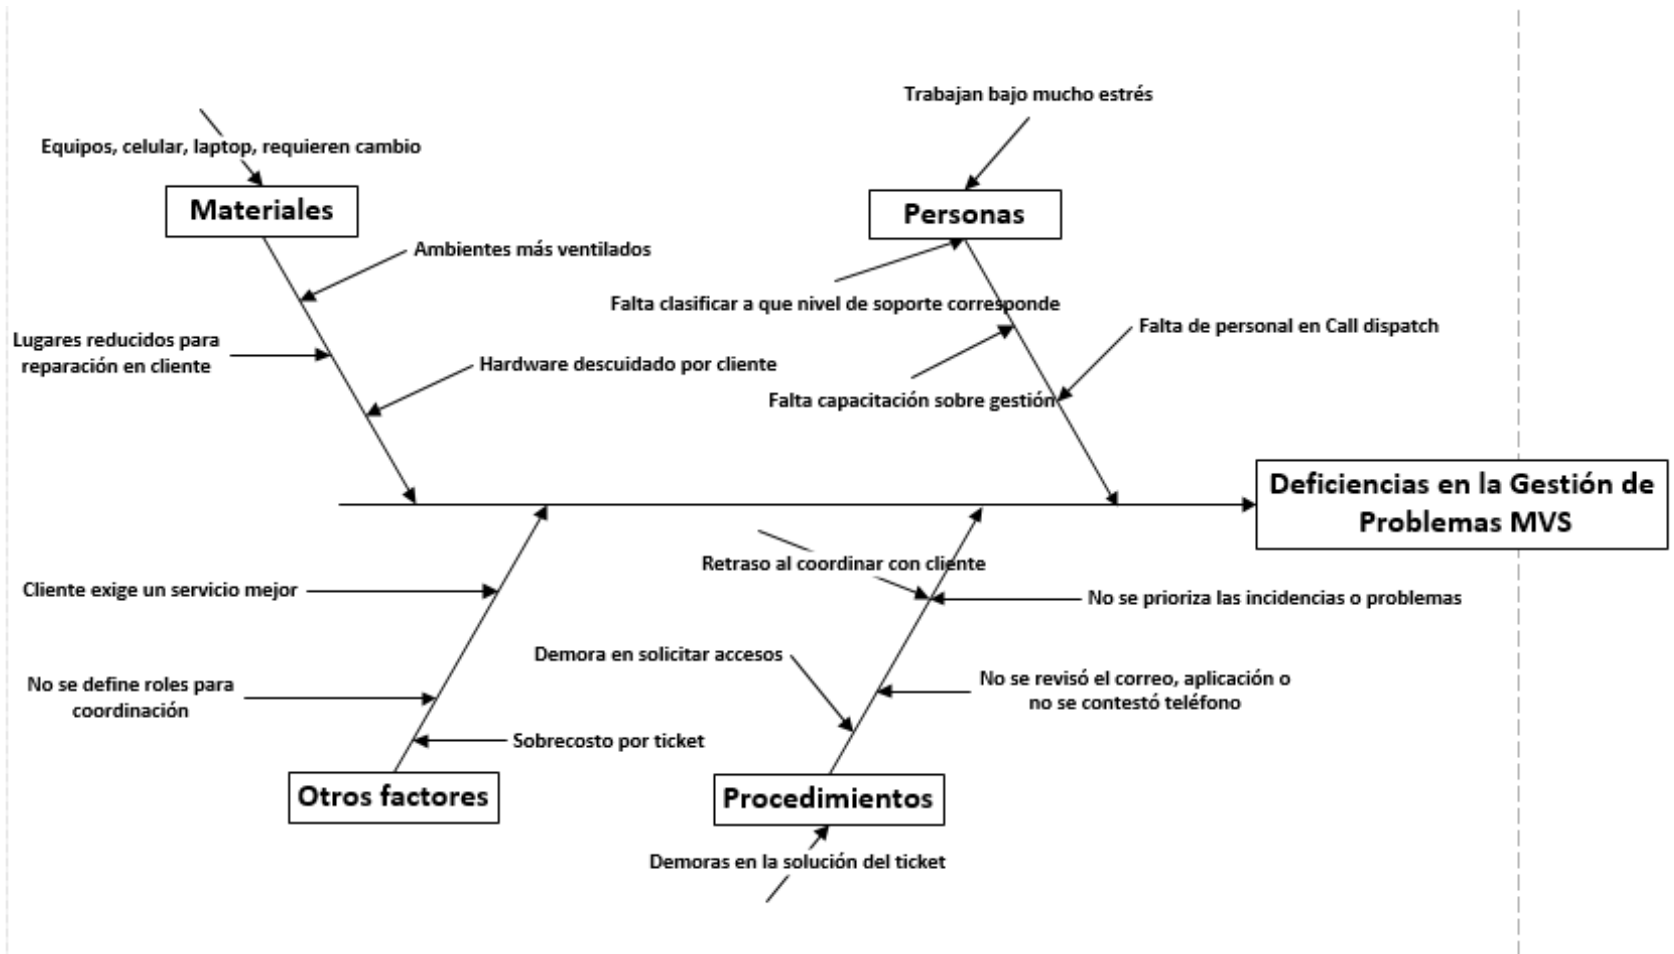 Trabajan bajo mucho estrés
Equipos, celular, laptop, requieren cambio
Materiales
Personas
Ambientes más ventilados
Falta clasificar a que nivel de soporte corresponde
Lugares reducidos para
reparación en cliente
Falta de personal en Call dispatch
Hardware descuidado por cliente
Falta capacitación sobre gestión
Deficiencias en la Gestión de
Problemas MVS
Retraso al coordinar con cliente
Cliente exige un servicio mejor
No se prioriza las incidencias o problemas
Demora en solicitar accesos
No se define roles para
coordinación
No se revisó el correo, aplicación o
no se contestó teléfono
Sobrecosto por ticket
Otros factores
Procedimientos
Demoras en la solución del ticket